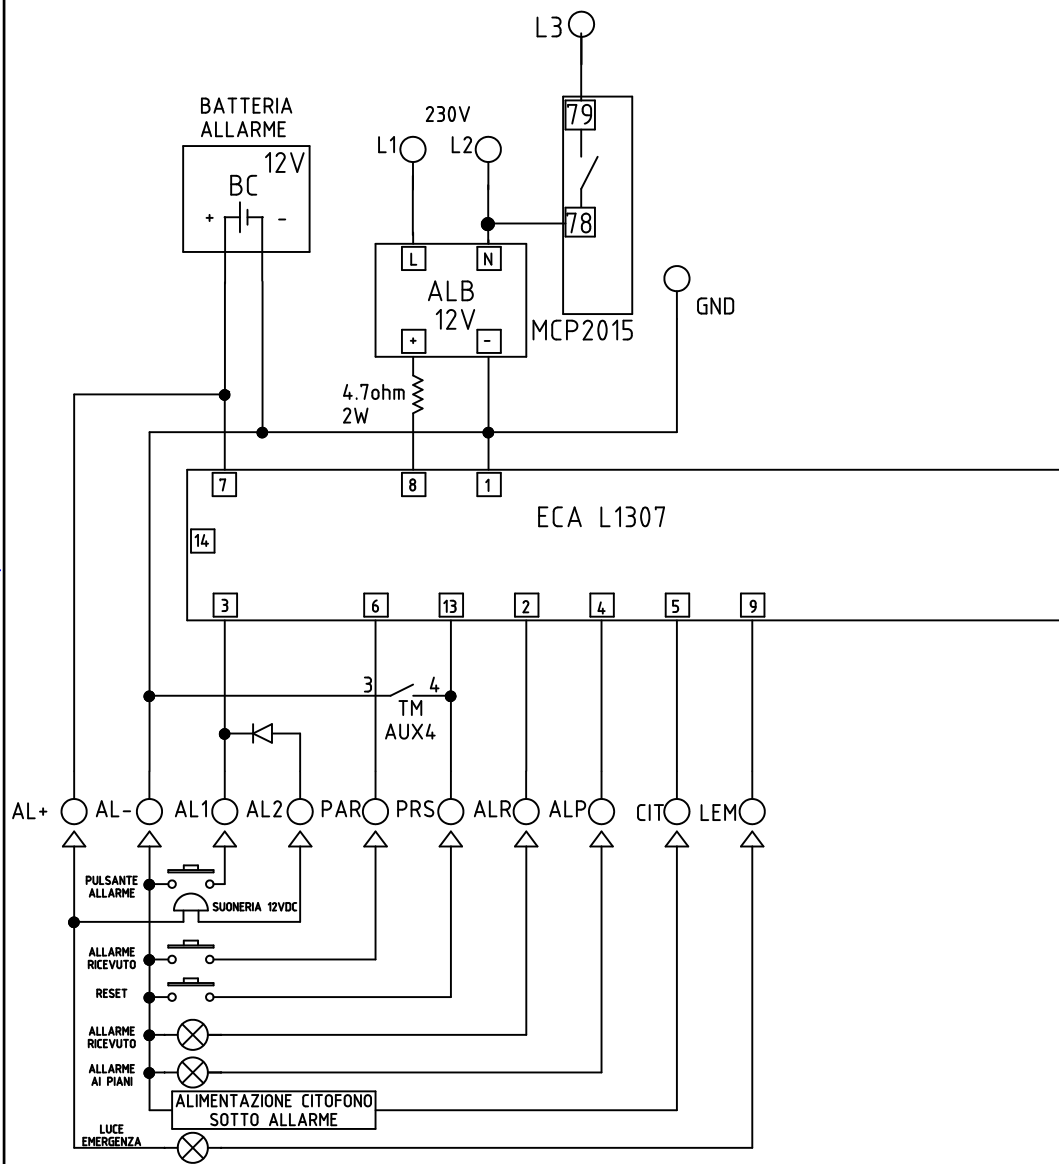 L3
79
BATTERIA
ALLARME
230V
L1
L2
12V
BC
+
-
78
L
N
ALB
12V
GND
+
-
MCP2015
4.7ohm
2W
7
8
1
ECA L1307
14
3
6
13
2
4
5
9
3
4
TM
AUX4
AL+
AL-
AL1
AL2
PAR
PRS
ALR
ALP
CIT
LEM
PULSANTE
ALLARME
SUONERIA 12VDC
ALLARME
RICEVUTO
RESET
ALLARME
RICEVUTO
ALLARME
AI PIANI
ALIMENTAZIONE CITOFONO
SOTTO ALLARME
LUCE
EMERGENZA